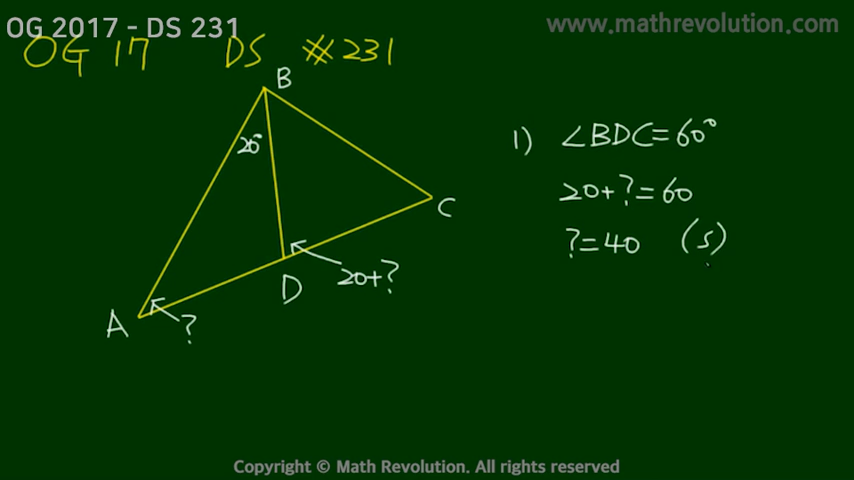 OG 2017 - DS 231
www.mathrevolution.com
OG 17 DS #231
B
20°
C
D
20+?
A
?
1) ∠BDC=60°
20+?=60
?=40 (S)
Copyright © Math Revolution. All rights reserved